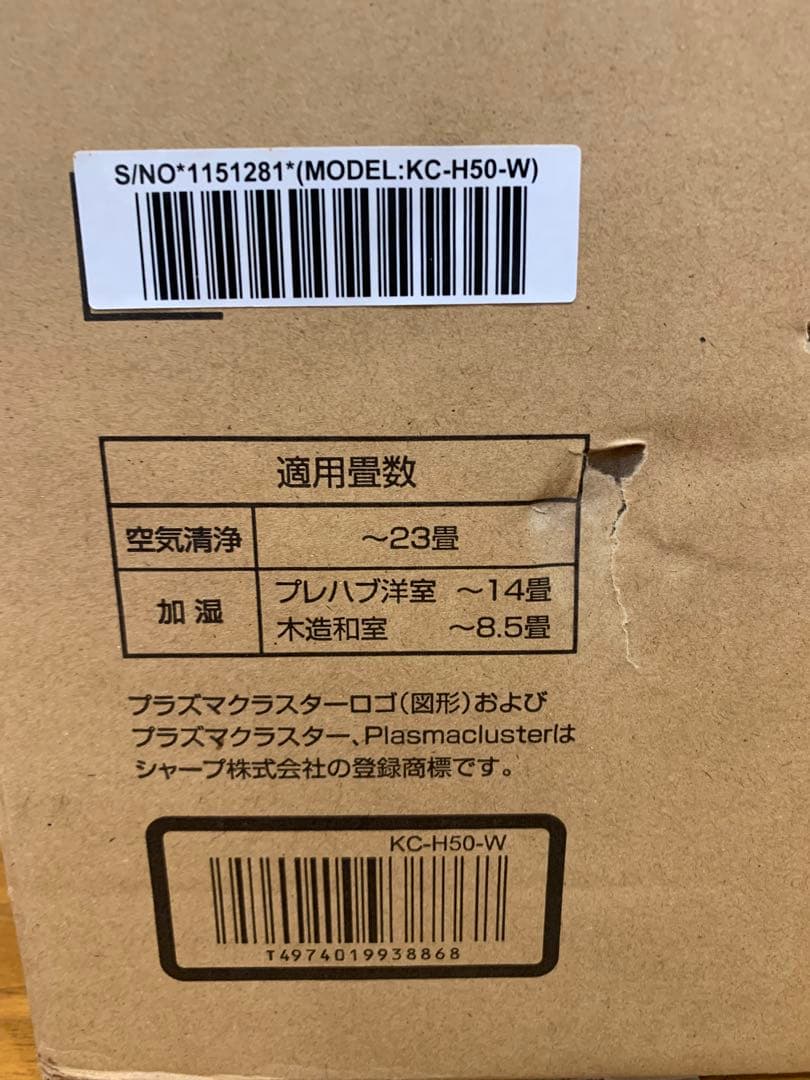 S/NO*1151281*(MODEL:KC-H50-W)
適用畳数
空気清浄 ～23畳
加湿 プレハブ洋室 ～14畳
木造和室 ～8.5畳
プラズマクラスターロゴ(図形)および
プラズマクラスター、Plasmaclusterは
シャープ株式会社の登録商標です。
KC-H50-W
T4974019938868